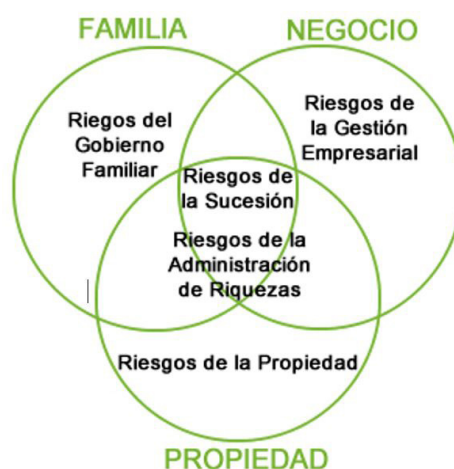 FAMILIA
NEGOCIO
Riegos del
Gobierno
Familiar
Riesgos de
la Gestión
Empresarial
Riesgos de
la Sucesión
Riesgos de la
Administración
de Riquezas
Riesgos de la Propiedad
PROPIEDAD